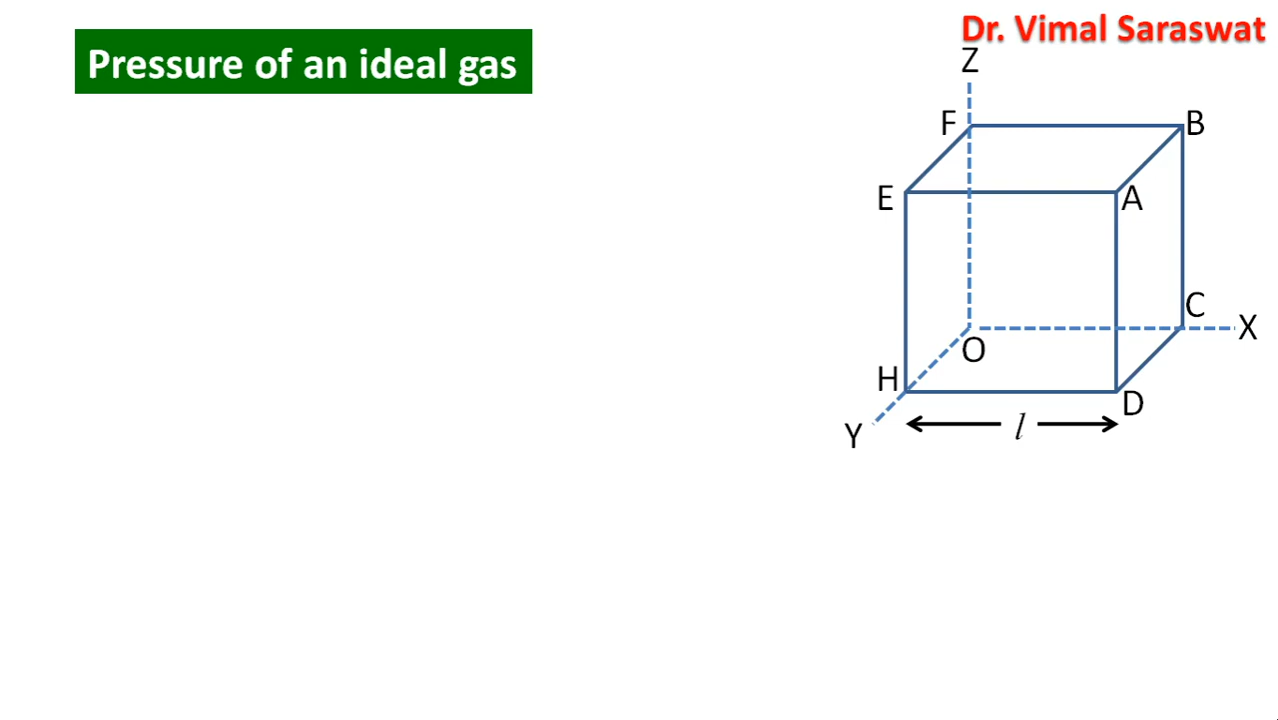 Dr. Vimal Saraswat
Pressure of an ideal gas
Z
F
B
E
A
C
X
O
H
D
Y
l